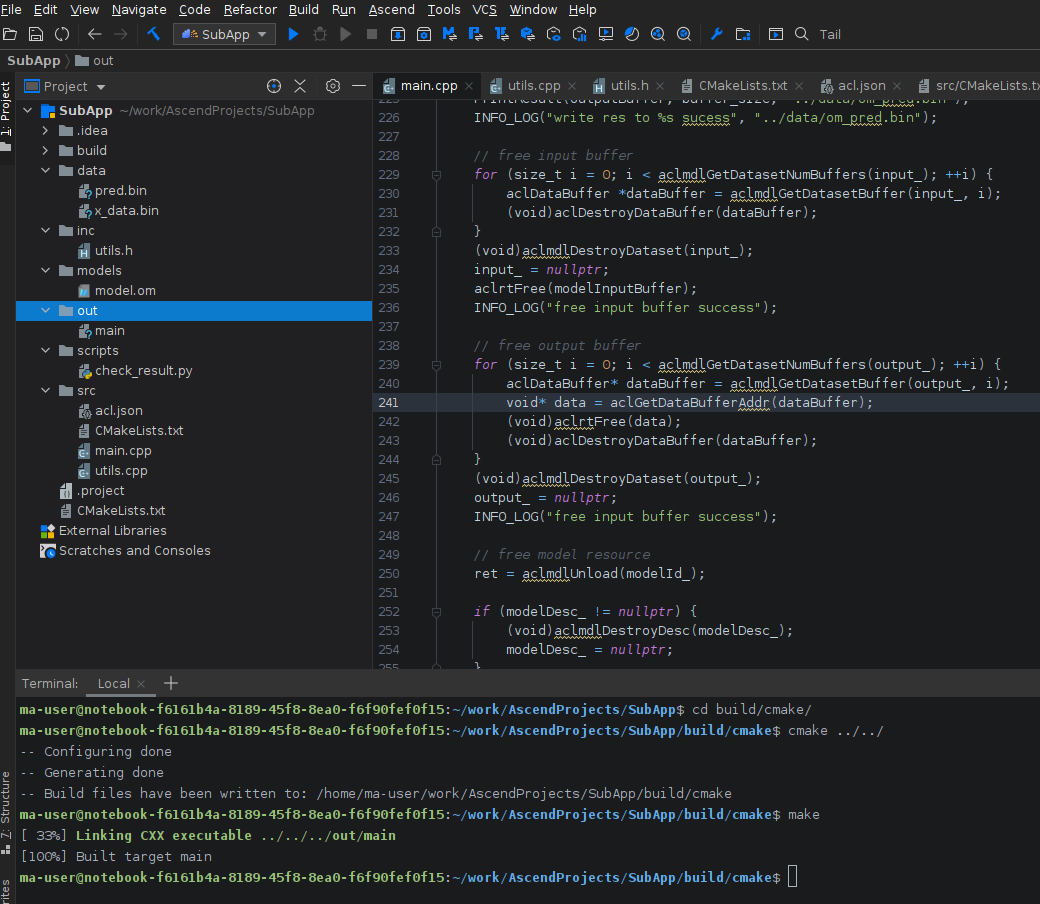 File Edit View Navigate Code Refactor Build Run Ascend Tools VCS Window Help
SubApp Tail
SubApp out
Project
main.cpp utils.cpp utils.h CMakeLists.txt acl.json src/CMakeLists.tx
1: Project
SubApp ~/work/AscendProjects/SubApp
.idea
build
data
pred.bin
x_data.bin
inc
utils.h
models
model.om
out
main
scripts
check_result.py
src
acl.json
CMakeLists.txt
main.cpp
utils.cpp
.project
CMakeLists.txt
External Libraries
Scratches and Consoles
225 PrintResult(outputBuffer, buffer_size, "../data/om_pred.bin");
226 INFO_LOG("write res to %s sucess", "../data/om_pred.bin");
227
228 // free input buffer
229 for (size_t i = 0; i < aclmdlGetDatasetNumBuffers(input_); ++i) {
230 aclDataBuffer *dataBuffer = aclmdlGetDatasetBuffer(input_, i);
231 (void)aclDestroyDataBuffer(dataBuffer);
232 }
233 (void)aclmdlDestroyDataset(input_);
234 input_ = nullptr;
235 aclrtFree(modelInputBuffer);
236 INFO_LOG("free input buffer success");
237
238 // free output buffer
239 for (size_t i = 0; i < aclmdlGetDatasetNumBuffers(output_); ++i) {
240 aclDataBuffer* dataBuffer = aclmdlGetDatasetBuffer(output_, i);
241 void* data = aclGetDataBufferAddr(dataBuffer);
242 (void)aclrtFree(data);
243 (void)aclDestroyDataBuffer(dataBuffer);
244 }
245 (void)aclmdlDestroyDataset(output_);
246 output_ = nullptr;
247 INFO_LOG("free input buffer success");
248
249 // free model resource
250 ret = aclmdlUnload(modelId_);
251
252 if (modelDesc_ != nullptr) {
253 (void)aclmdlDestroyDesc(modelDesc_);
254 modelDesc_ = nullptr;
255 }
Terminal: Local
ma-user@notebook-f6161b4a-8189-45f8-8ea0-f6f90fef0f15:~/work/AscendProjects/SubApp$ cd build/cmake/
ma-user@notebook-f6161b4a-8189-45f8-8ea0-f6f90fef0f15:~/work/AscendProjects/SubApp/build/cmake$ cmake ../../
-- Configuring done
-- Generating done
-- Build files have been written to: /home/ma-user/work/AscendProjects/SubApp/build/cmake
ma-user@notebook-f6161b4a-8189-45f8-8ea0-f6f90fef0f15:~/work/AscendProjects/SubApp/build/cmake$ make
[ 33%] Linking CXX executable ../../../out/main
[100%] Built target main
ma-user@notebook-f6161b4a-8189-45f8-8ea0-f6f90fef0f15:~/work/AscendProjects/SubApp/build/cmake$
7: Structure
rites